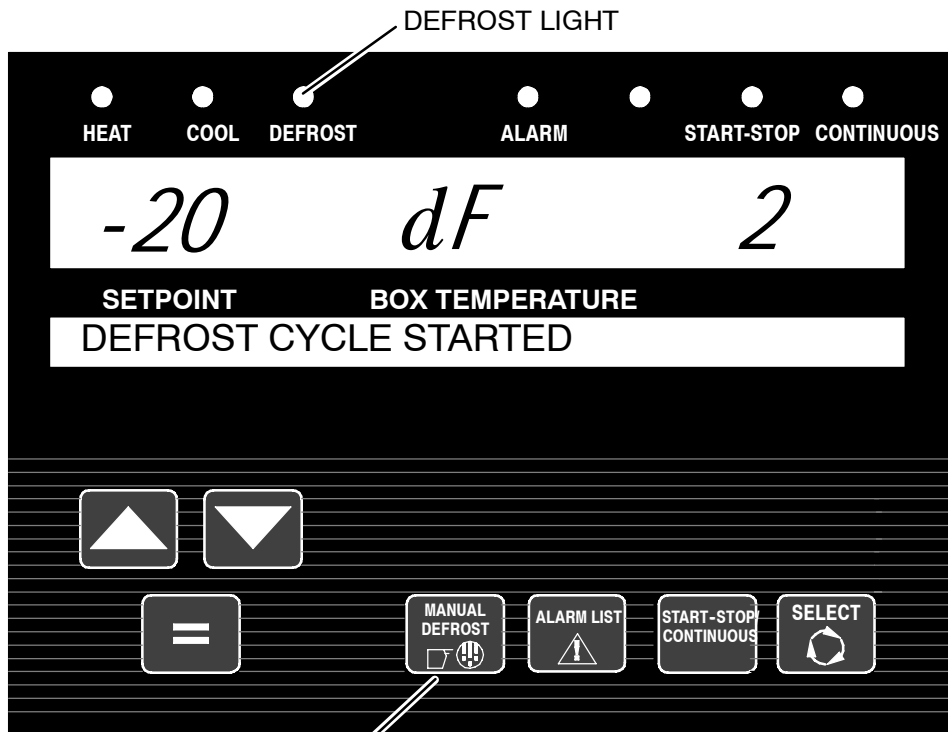 DEFROST LIGHT
HEAT COOL DEFROST ALARM START-STOP CONTINUOUS
-20 dF 2
SETPOINT BOX TEMPERATURE
DEFROST CYCLE STARTED
=
MANUAL
DEFROST
ALARM LIST
!
START-STOP/
CONTINUOUS
SELECT